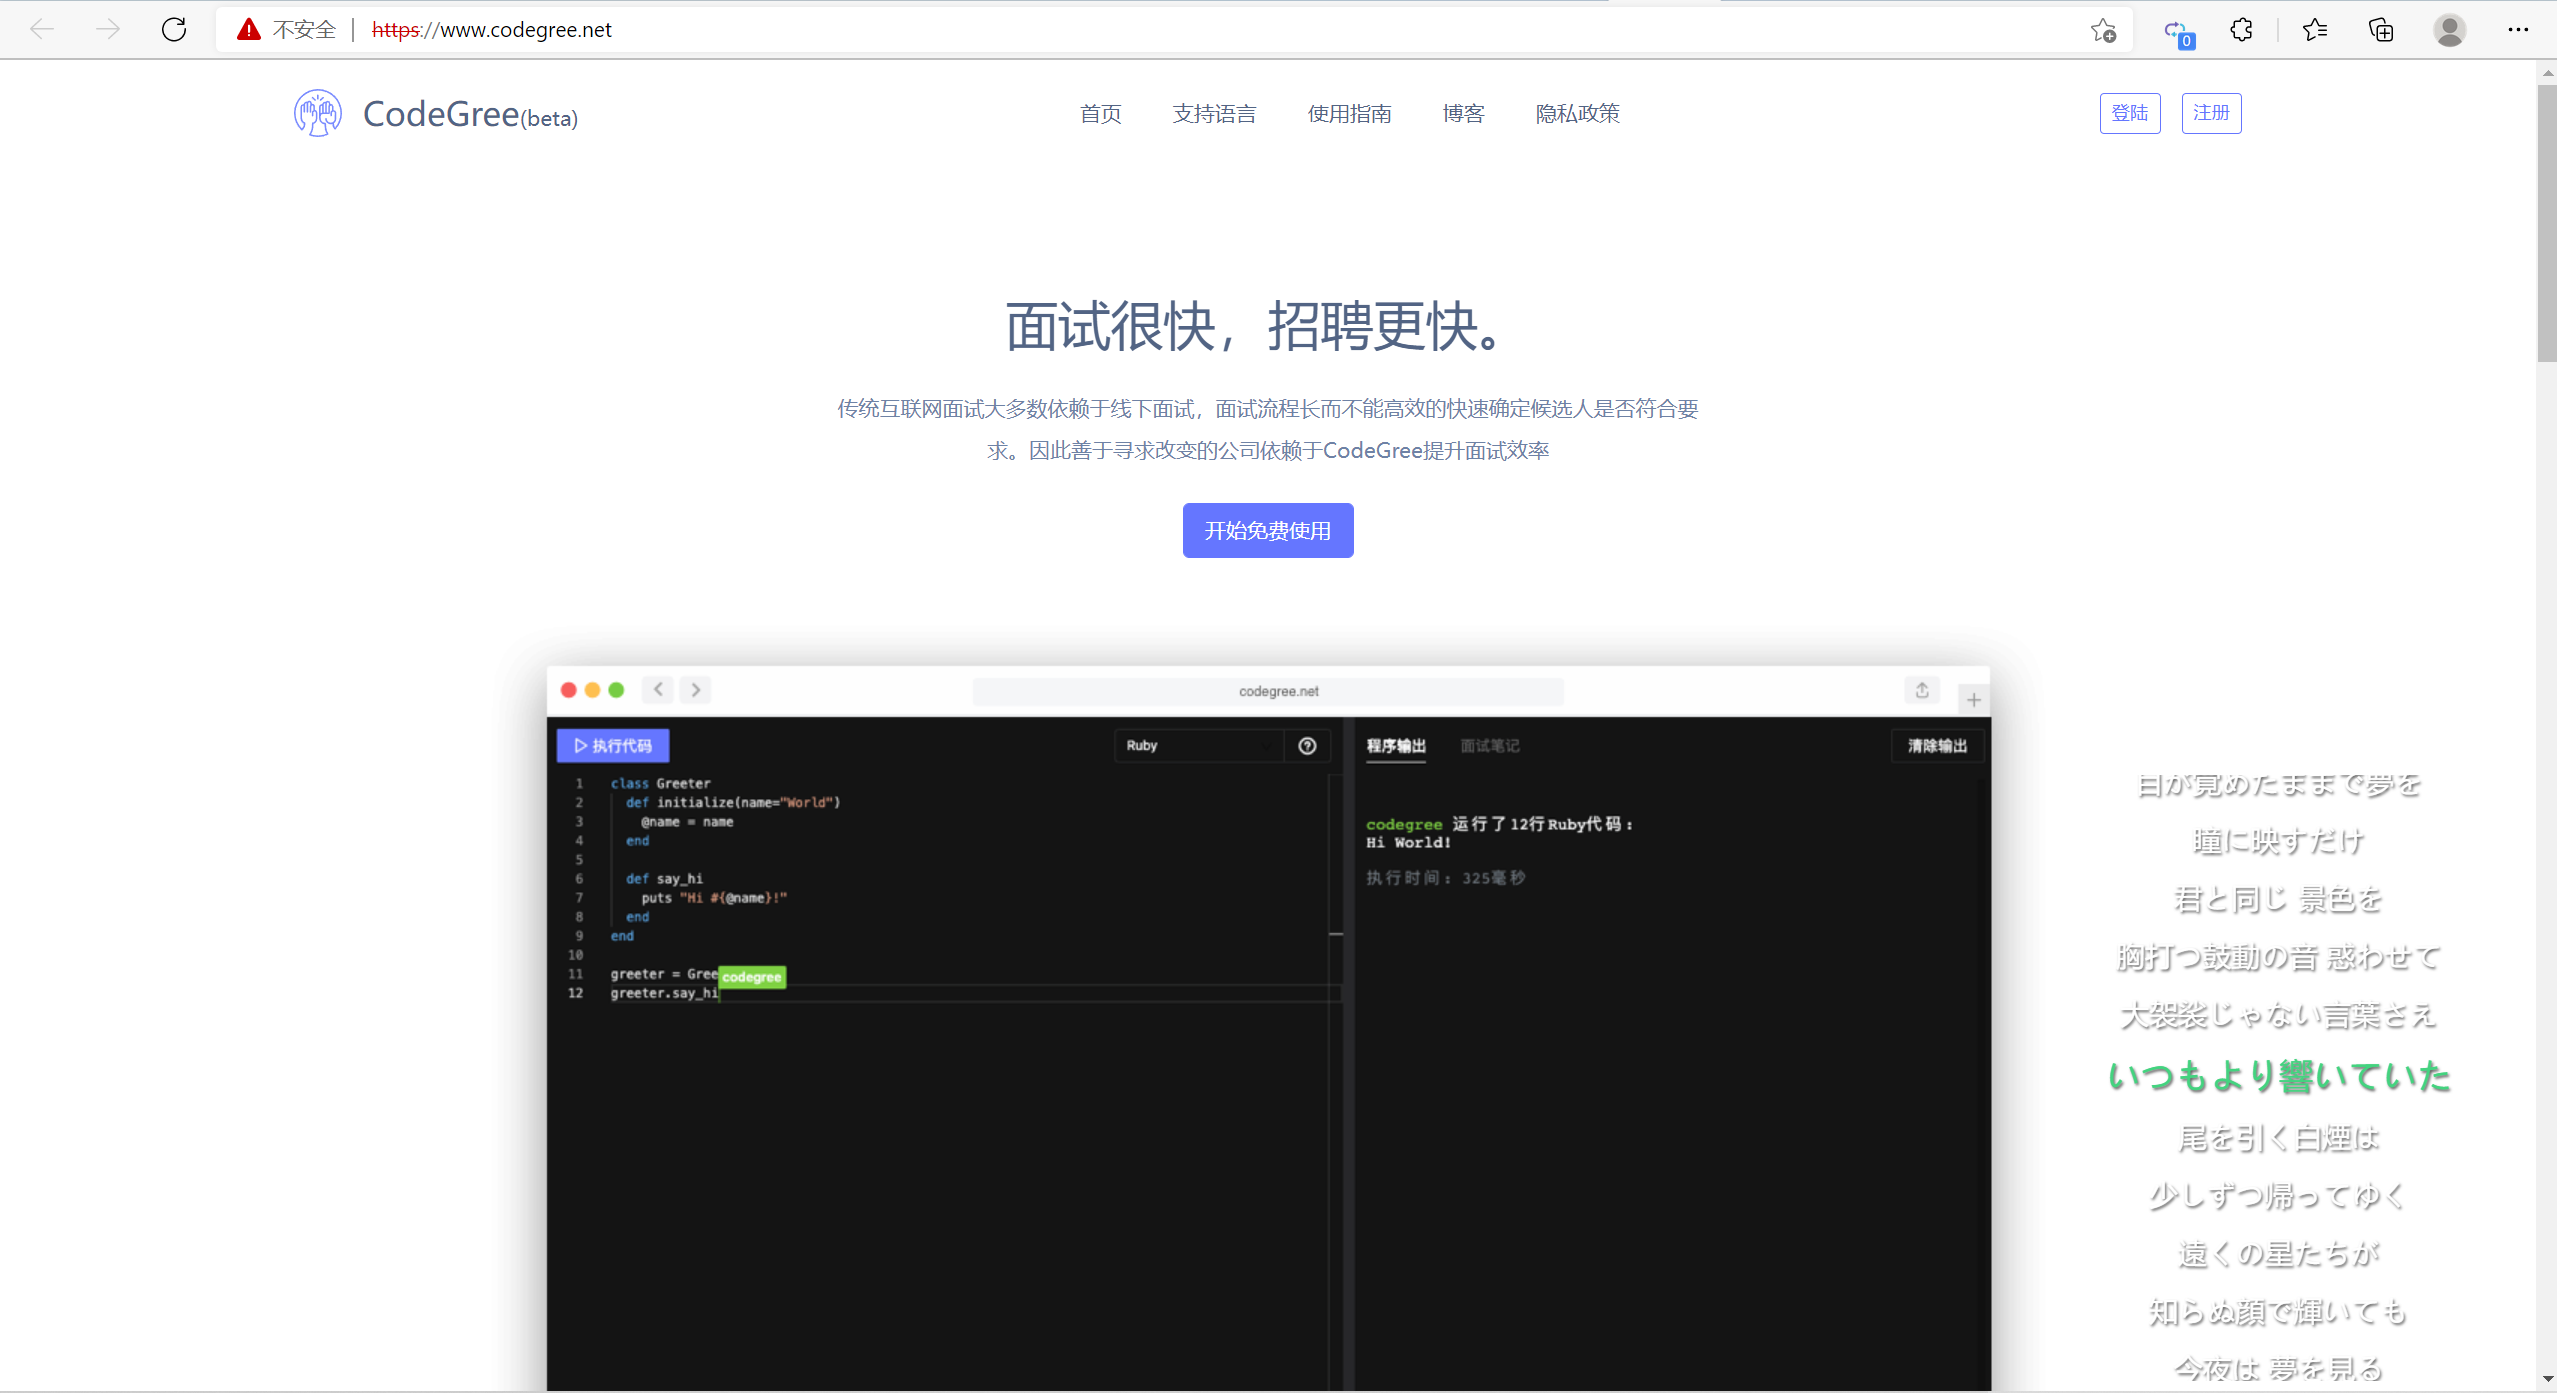 不安全 | https://www.codegree.net
0
CodeGree(beta)
首页 支持语言 使用指南 博客 隐私政策
登陆 注册
面试很快，招聘更快。
传统互联网面试大多数依赖于线下面试，面试流程长而不能高效的快速确定候选人是否符合要
求。因此善于寻求改变的公司依赖于CodeGree提升面试效率
开始免费使用
codegree.net
执行代码
Ruby
1 class Greeter
2 def initialize(name="World")
3 @name = name
4 end
5
6 def say_hi
7 puts "Hi #{@name}!"
8 end
9 end
10
11 greeter = Gree
codegree
12 greeter.say_hi
程序输出 面试笔记
清除输出
codegree 运行了12行Ruby代码：
Hi World!
执行时间：325毫秒
目が覚めたままで夢を
瞳に映すだけ
君と同じ 景色を
胸打つ鼓動の音 惑わせて
大袈裟じゃない言葉さえ
いつもより響いていた
尾を引く白煙は
少しずつ帰ってゆく
遠くの星たちが
知らぬ顔で輝いても
今夜は 夢を見る